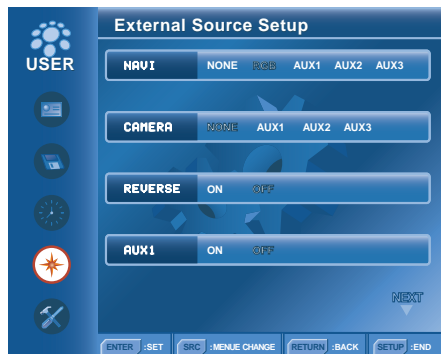 External Source Setup
USER
NAVI NONE RGB AUX1 AUX2 AUX3
CAMERA NONE AUX1 AUX2 AUX3
REVERSE ON OFF
AUX1 ON OFF
NEXT
ENTER :SET SRC :MENUE CHANGE RETURN :BACK SETUP :END